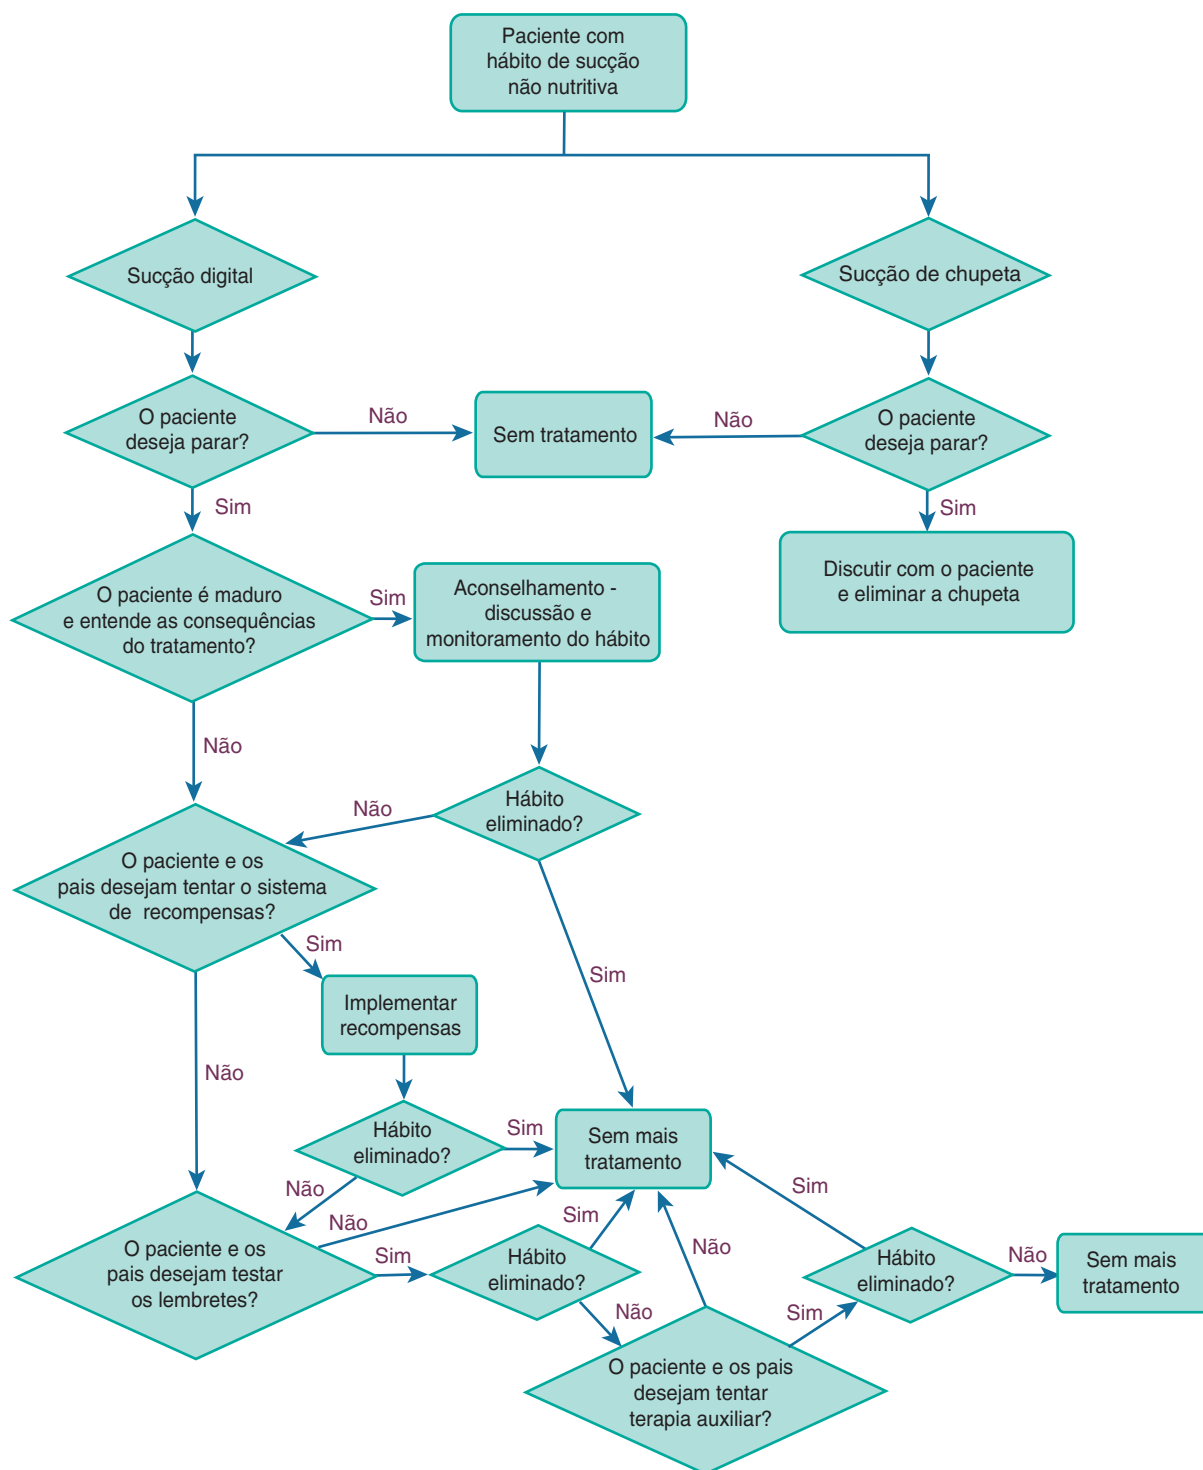 Paciente com
hábito de sucção
não nutritiva
Sucção digital
Sucção de chupeta
O paciente
deseja parar?
Não
Sem tratamento
Não
O paciente
deseja parar?
Sim
Sim
O paciente é maduro
e entende as consequências
do tratamento?
Sim
Aconselhamento -
discussão e
monitoramento do hábito
Discutir com o paciente
e eliminar a chupeta
Não
Não
Hábito
eliminado?
O paciente e os
pais desejam tentar o sistema
de recompensas?
Sim
Sim
Implementar
recompensas
Não
Hábito
eliminado?
Sim
Sem mais
tratamento
Não
Não
Sim
Sim
O paciente e os
pais desejam testar
os lembretes?
Sim
Hábito
eliminado?
Não
Hábito
eliminado?
Não
Sem mais
tratamento
Não
Sim
O paciente e os pais
desejam tentar
terapia auxiliar?